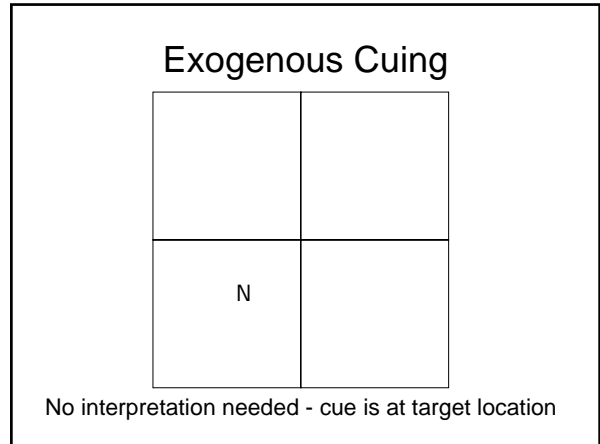 Exogenous Cuing
N
No interpretation needed - cue is at target location